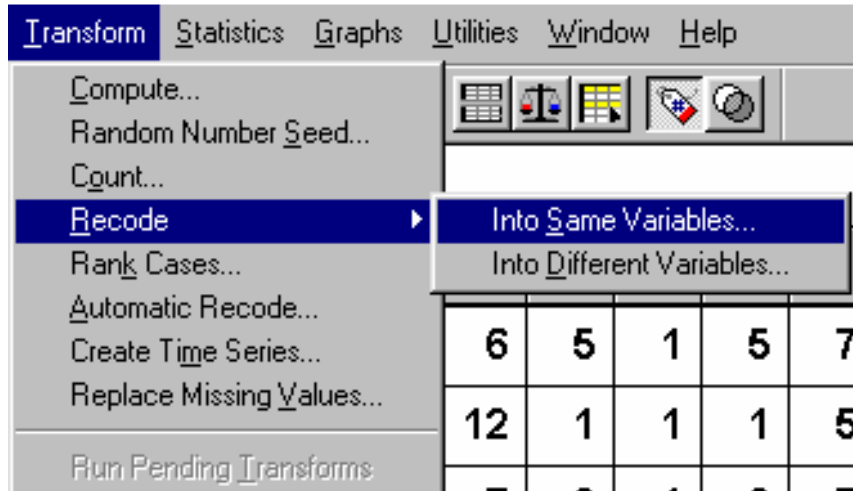 Transform Statistics Graphs Utilities Window Help
Compute...
Random Number Seed...
Count...
Recode
Into Same Variables...
Rank Cases...
Into Different Variables...
Automatic Recode...
Create Time Series...
6 5 1 5 7
Replace Missing Values...
12 1 1 1 5
Run Pending Transforms